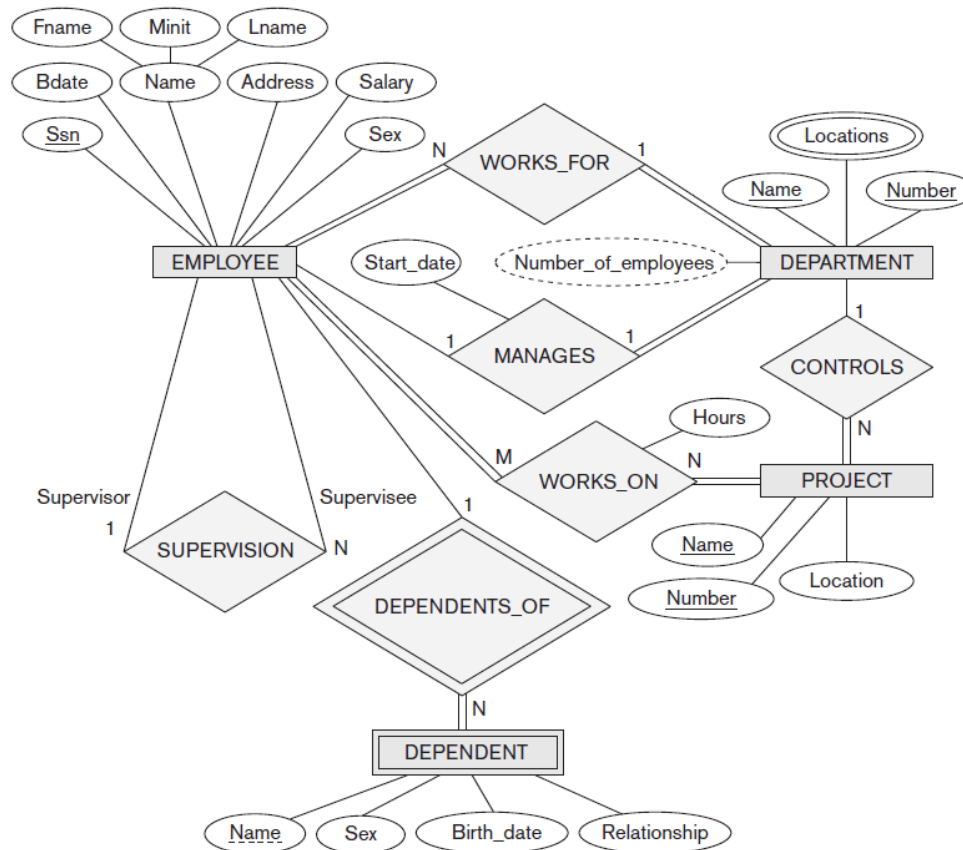 Fname
Minit
Lname
Bdate
Name
Address
Salary
Ssn
Sex
N
WORKS_FOR
1
Locations
Name
Number
EMPLOYEE
Start_date
Number_of_employees
DEPARTMENT
1
MANAGES
1
1
CONTROLS
N
Hours
M
WORKS_ON
N
PROJECT
Supervisor
1
SUPERVISION
Supervisee
N
1
Name
Number
Location
DEPENDENTS_OF
N
DEPENDENT
Name
Sex
Birth_date
Relationship